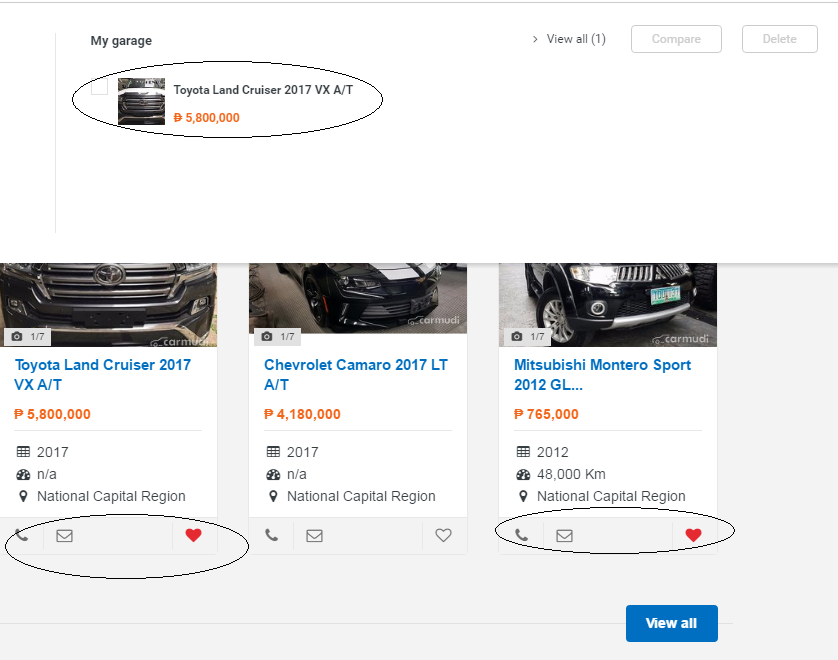 My garage
View all (1)
Compare
Delete
Toyota Land Cruiser 2017 VX A/T
₱ 5,800,000
1/7
carmudi
1/7
carmudi
1/7
carmudi
Toyota Land Cruiser 2017
VX A/T
₱ 5,800,000
2017
n/a
National Capital Region
Chevrolet Camaro 2017 LT
A/T
₱ 4,180,000
2017
n/a
National Capital Region
Mitsubishi Montero Sport
2012 GL...
₱ 765,000
2012
48,000 Km
National Capital Region
View all